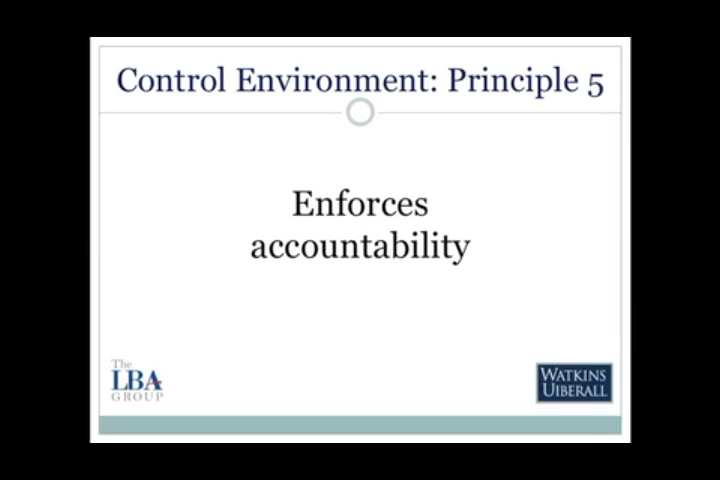 Control Environment: Principle 5
Enforces
accountability
The
LBA
GROUP
WATKINS
UIBERALL